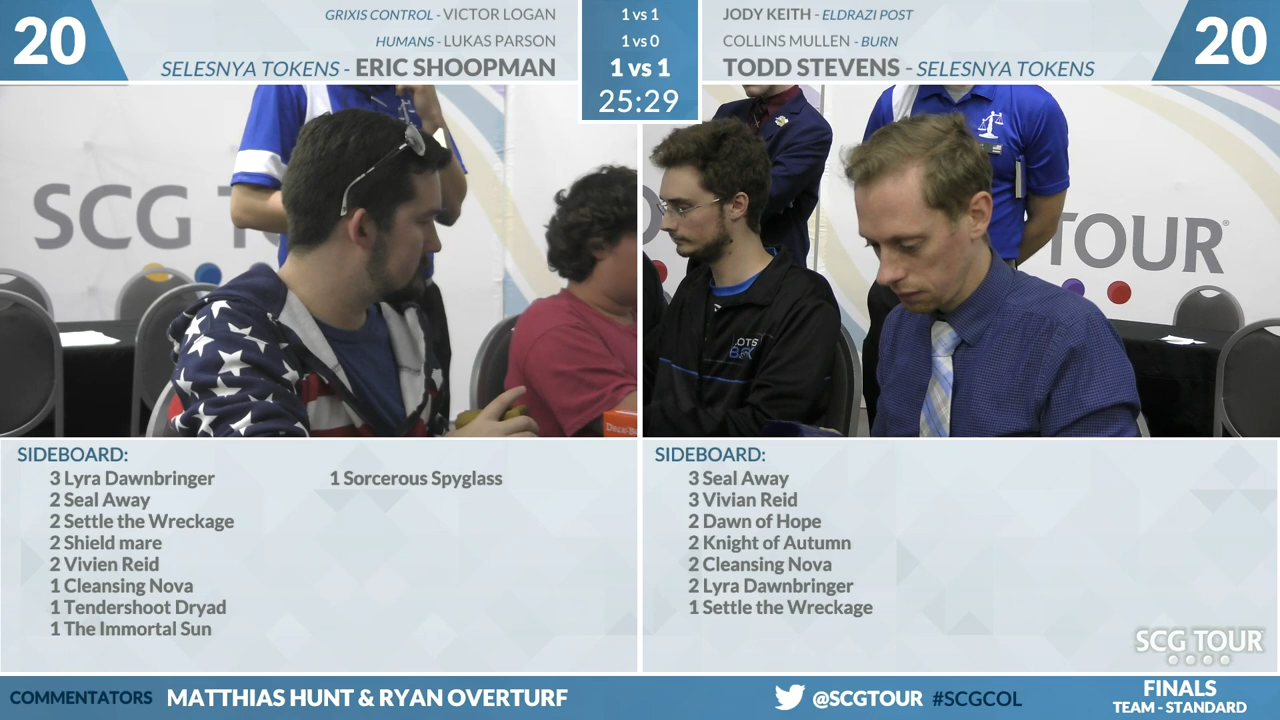 20
GRIXIS CONTROL - VICTOR LOGAN
HUMANS - LUKAS PARSON
SELESNYA TOKENS - ERIC SHOOPMAN
1 vs 1
1 vs 0
1 vs 1
25:29
JODY KEITH - ELDRAZI POST
COLLINS MULLEN - BURN
TODD STEVENS - SELESNYA TOKENS
20
SCG T
TOUR®
SIDEBOARD:
3 Lyra Dawnbringer
2 Seal Away
2 Settle the Wreckage
2 Shield mare
2 Vivien Reid
1 Cleansing Nova
1 Tendershoot Dryad
1 The Immortal Sun
1 Sorcerous Spyglass
SIDEBOARD:
3 Seal Away
3 Vivian Reid
2 Dawn of Hope
2 Knight of Autumn
2 Cleansing Nova
2 Lyra Dawnbringer
1 Settle the Wreckage
SCG TOUR
COMMENTATORS MATTHIAS HUNT & RYAN OVERTURF
@SCGTOUR #SCGCOL
FINALS
TEAM - STANDARD